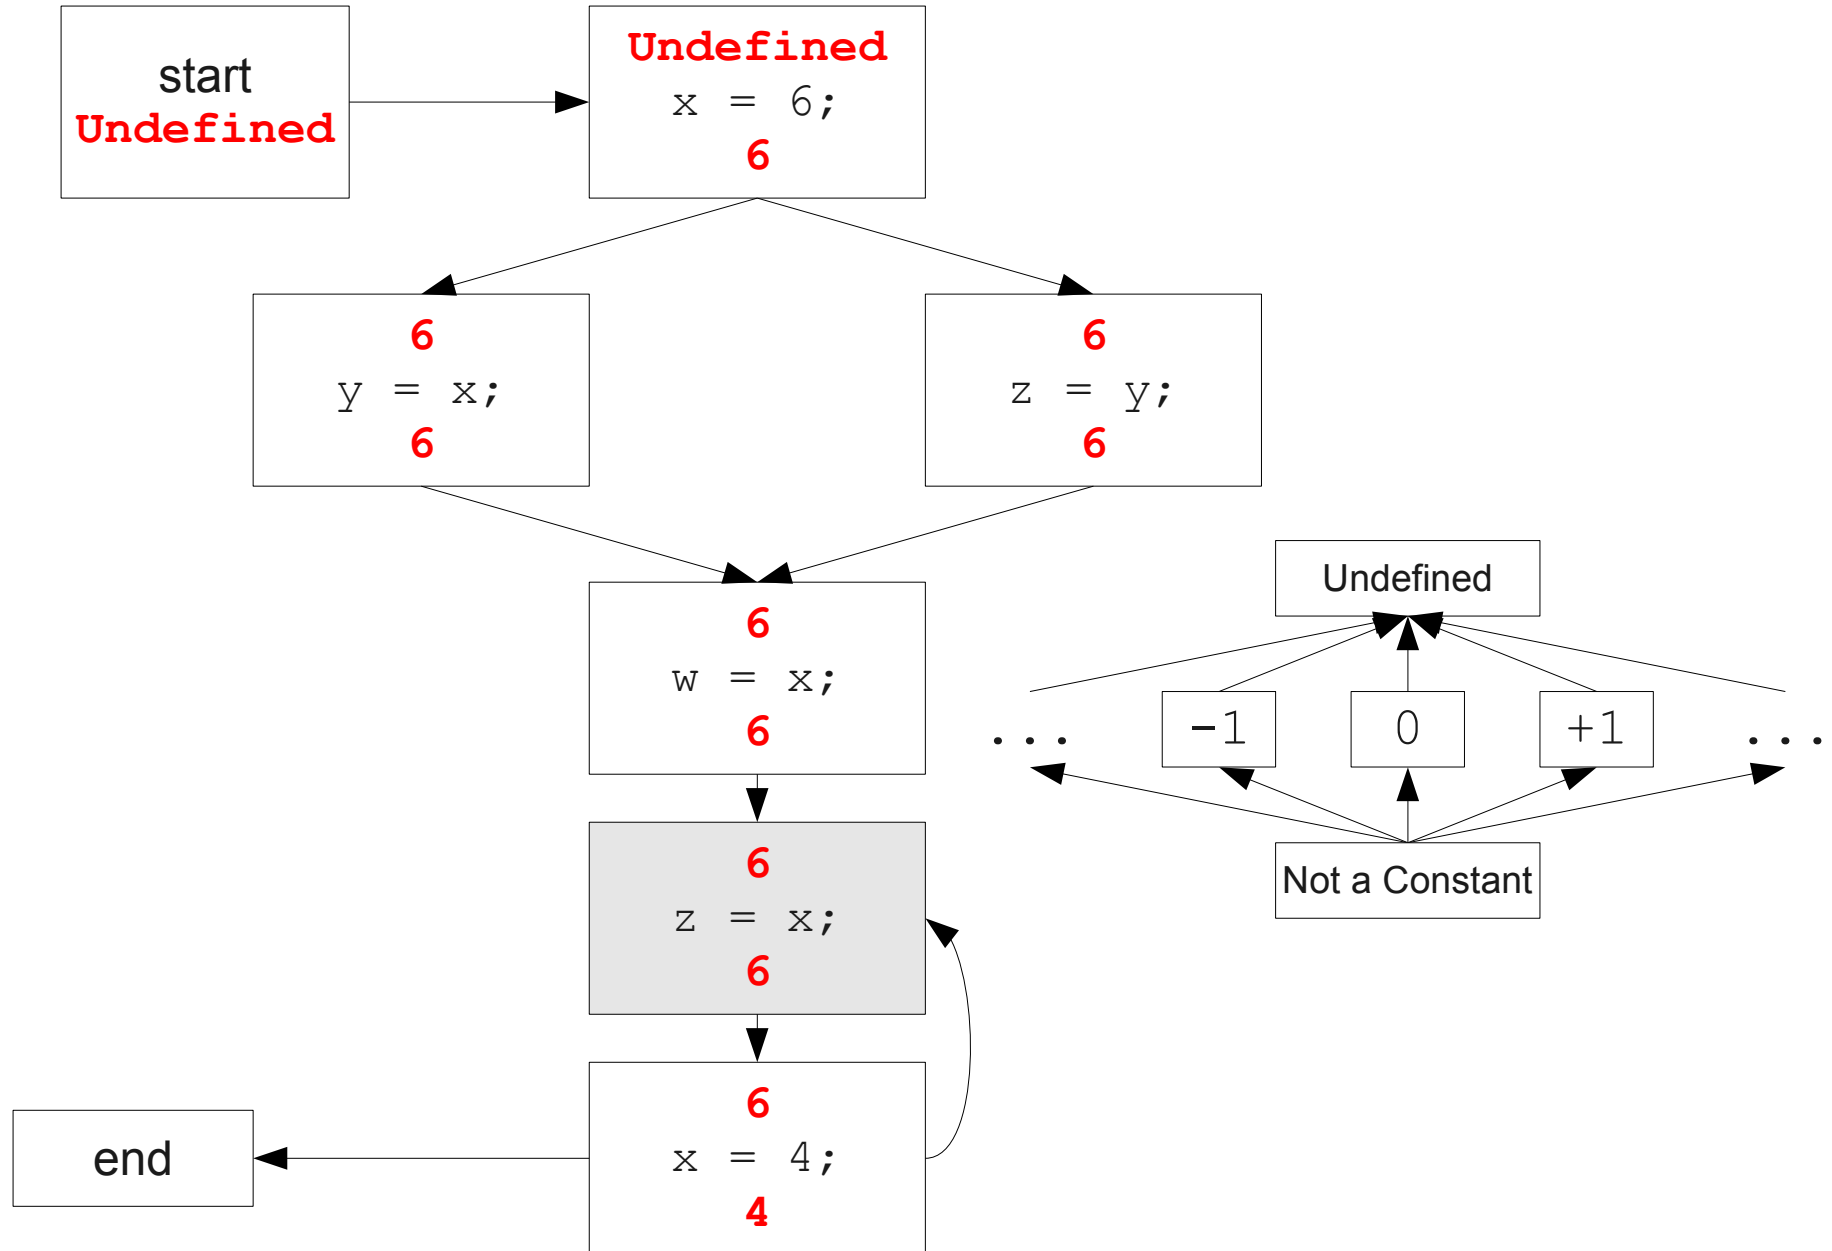 start
Undefined
Undefined
x = 6;
6
6
y = x;
6
6
z = y;
6
6
w = x;
6
6
z = x;
6
6
x = 4;
4
end
Undefined
... -1 0 +1 ...
Not a Constant